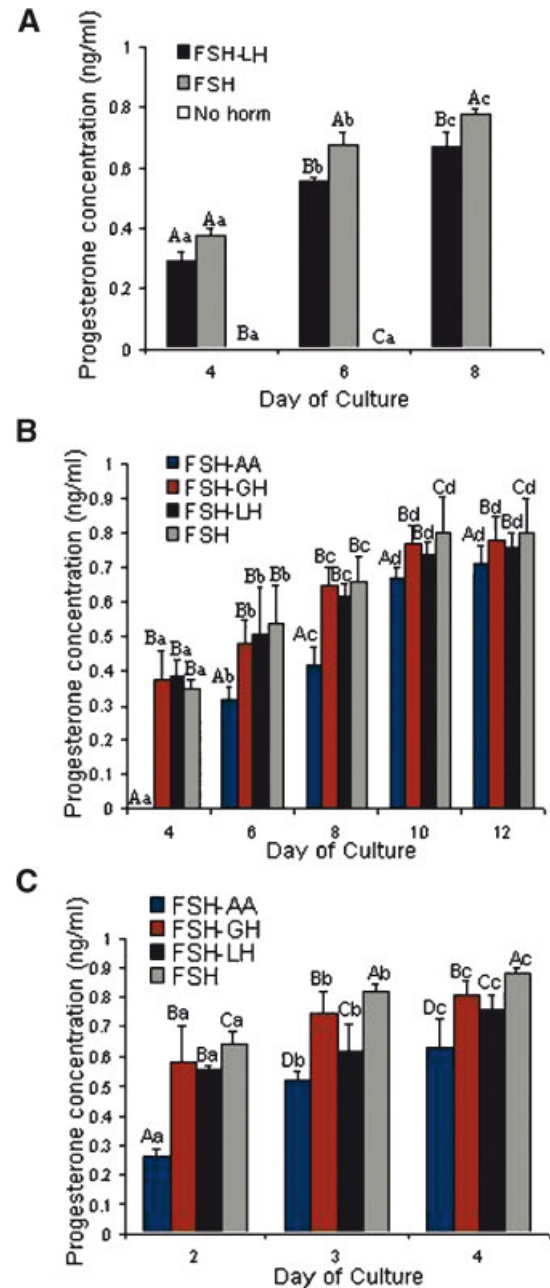 A
Progesterone concentration (ng/ml)
FSH-LH
FSH
No horm
1
0.8
0.6
0.4
0.2
0
Aa
Aa
Ba
Bb
Ab
Ca
Bc
Ac
4
6
8
Day of Culture
B
Progesterone concentration (ng/ml)
FSH-AA
FSH-GH
FSH-LH
FSH
1
0.9
0.8
0.7
0.6
0.5
0.4
0.3
0.2
0.1
0
Aa
Ba
Ba
Ba
Ab
Bb
Bb
Bb
Ac
Bc
Bc
Bc
Ad
Bd
Bd
Cd
Ad
Bd
Bd
Cd
4
6
8
10
12
Day of Culture
C
Progesterone concentration (ng/ml)
FSH-AA
FSH-GH
FSH-LH
FSH
1
0.9
0.8
0.7
0.6
0.5
0.4
0.3
0.2
0.1
0
Aa
Ba
Ba
Ca
Db
Bb
Cb
Ab
Dc
Bc
Cc
Ac
2
3
4
Day of Culture